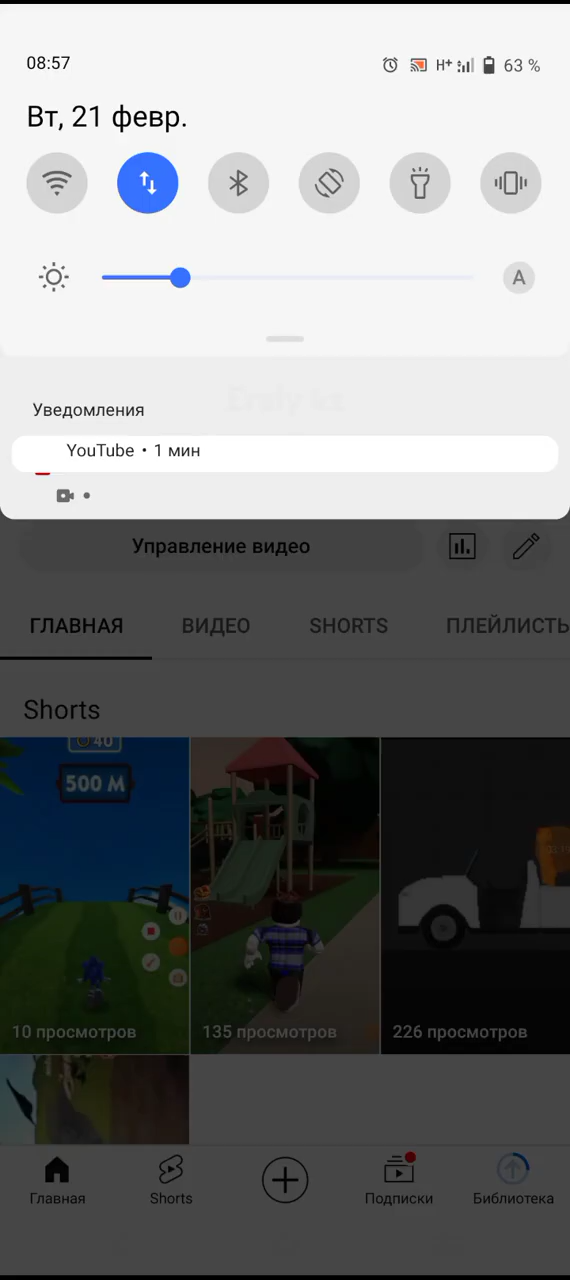 08:57
H+ 63 %
Вт, 21 февр.
A
Уведомления
YouTube • 1 мин
Управление видео
ГЛАВНАЯ ВИДЕО SHORTS ПЛЕЙЛИСТЬ
Shorts
40
500 M
10 просмотров 135 просмотров 226 просмотров
Главная Shorts Подписки Библиотека